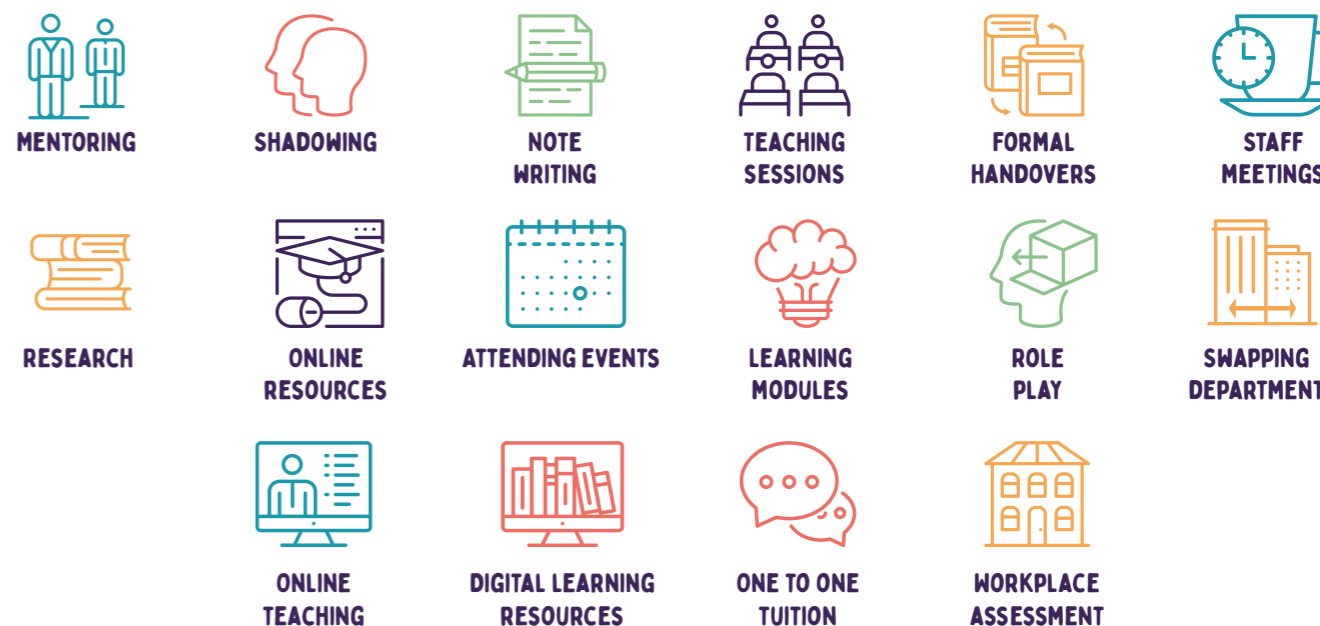 MENTORING
SHADOWING
NOTE
WRITING
TEACHING
SESSIONS
FORMAL
HANDOVERS
STAFF
MEETINGS
RESEARCH
ONLINE
RESOURCES
ATTENDING EVENTS
LEARNING
MODULES
ROLE
PLAY
SWAPPING
DEPARTMENT
ONLINE
TEACHING
DIGITAL LEARNING
RESOURCES
ONE TO ONE
TUITION
WORKPLACE
ASSESSMENT